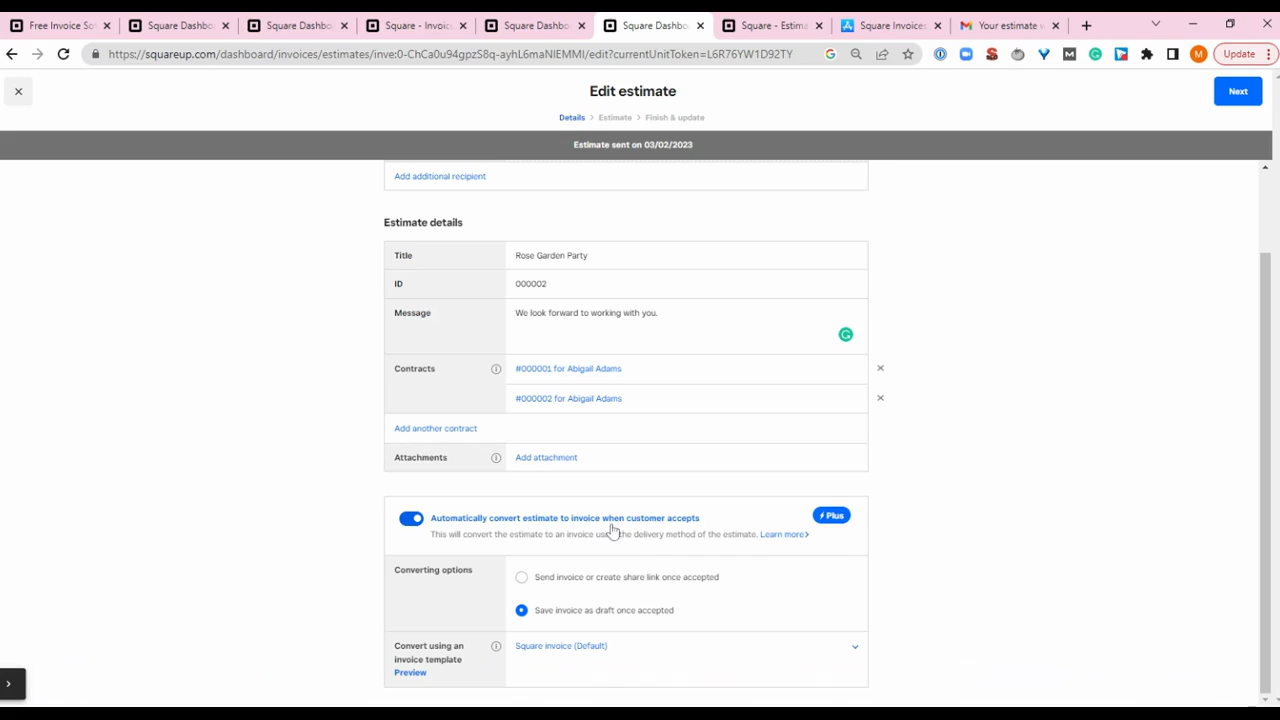 Free Invoice So
Square Dashbo
Square Dashbo
Square - Invoic
Square Dashbo
Square Dashbo
Square - Estima
Square Invoices
Your estimate w
https://squareup.com/dashboard/invoices/estimates/inve:0-ChCa0u94gpzS8q-ayhL6maNIEMMI/edit?currentUnitToken=L6R76YW1D92TY
Update
Edit estimate
Next
Details > Estimate > Finish & update
Estimate sent on 03/02/2023
Add additional recipient
Estimate details
Title
Rose Garden Party
ID
000002
Message
We look forward to working with you.
Contracts
#000001 for Abigail Adams
#000002 for Abigail Adams
Add another contract
Attachments
Add attachment
Automatically convert estimate to invoice when customer accepts
Plus
This will convert the estimate to an invoice the delivery method of the estimate. Learn more>
Converting options
Send invoice or create share link once accepted
Save invoice as draft once accepted
Convert using an
invoice template
Preview
Square invoice (Default)